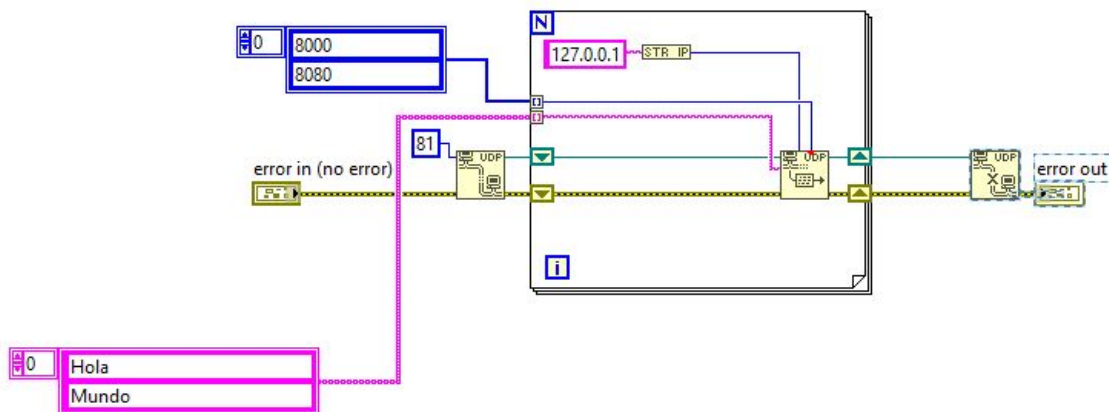 N
0
8000
8080
127.0.0.1
STR IP
81
UDP
UDP
UDP
error in (no error)
error out
i
0
Hola
Mundo